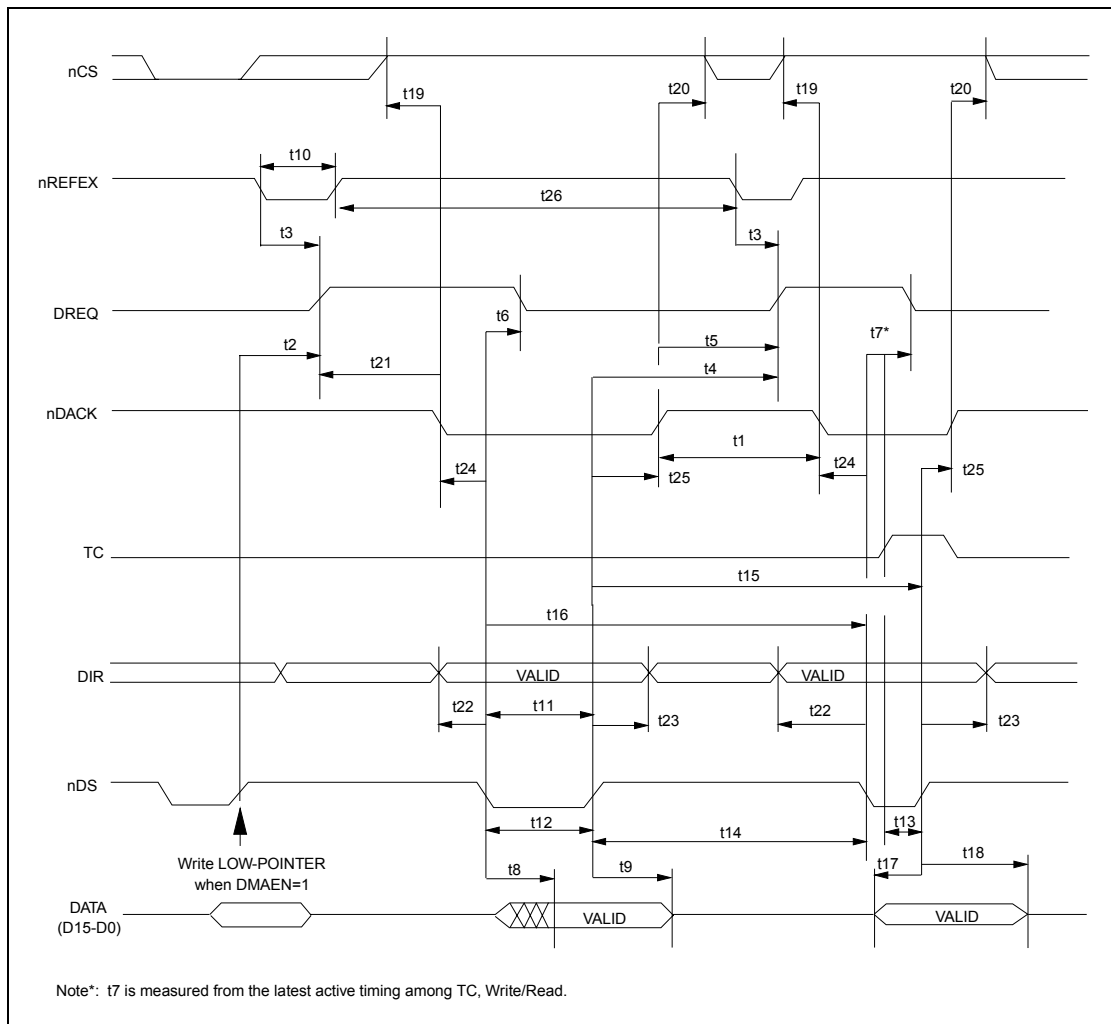 nCS
t19
t20
t19
t20
t10
nREFEX
t26
t3
t3
DREQ
t6
t7*
t2
t5
t21
t4
nDACK
t1
t24
t25
t24
t25
TC
t15
t16
DIR
VALID
VALID
t22
t11
t23
t22
t23
nDS
t12
t14
t13
Write LOW-POINTER
when DMAEN=1
t8
t9
t17
t18
DATA
(D15-D0)
VALID
VALID
Note*: t7 is measured from the latest active timing among TC, Write/Read.